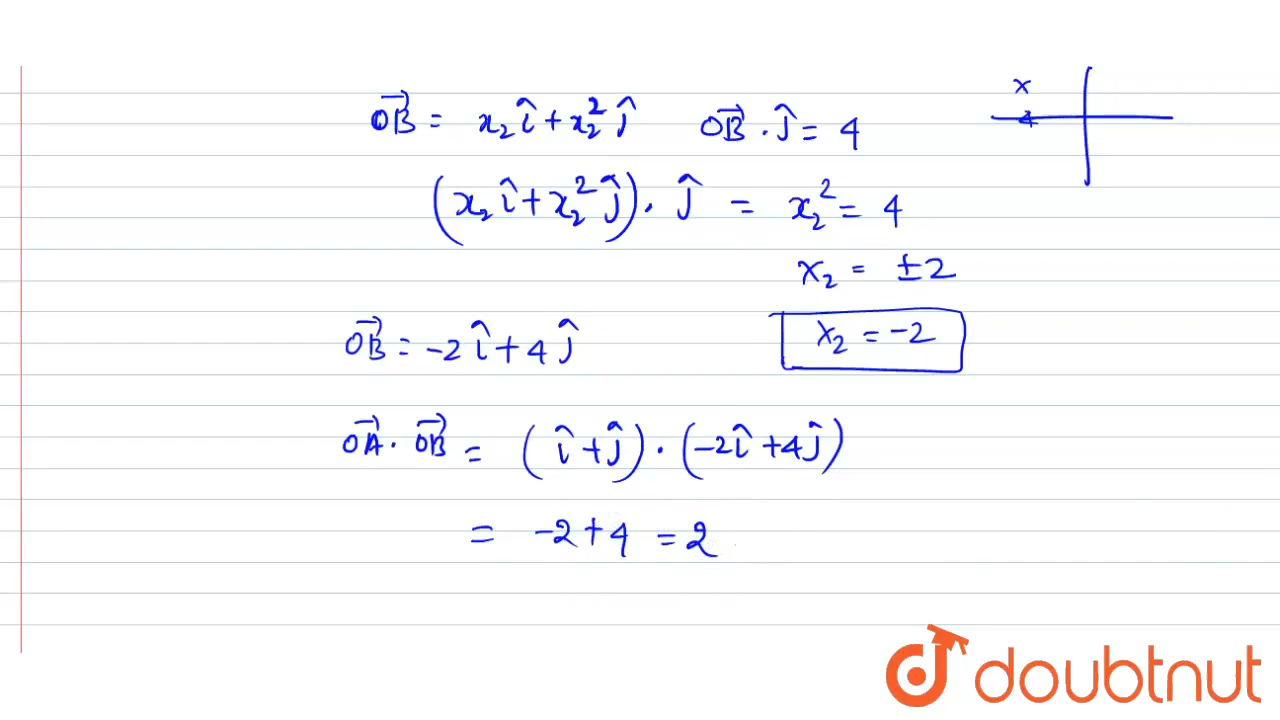 x
OB⃗ = x₂î + x₂²ĵ OB⃗ . ĵ = 4
(x₂î + x₂²ĵ) . ĵ = x₂² = 4
x₂ = ±2
OB⃗ = -2î + 4ĵ x₂ = -2
OA⃗ . OB⃗ = (î + ĵ) . (-2î + 4ĵ)
= -2 + 4 = 2
doubtnut